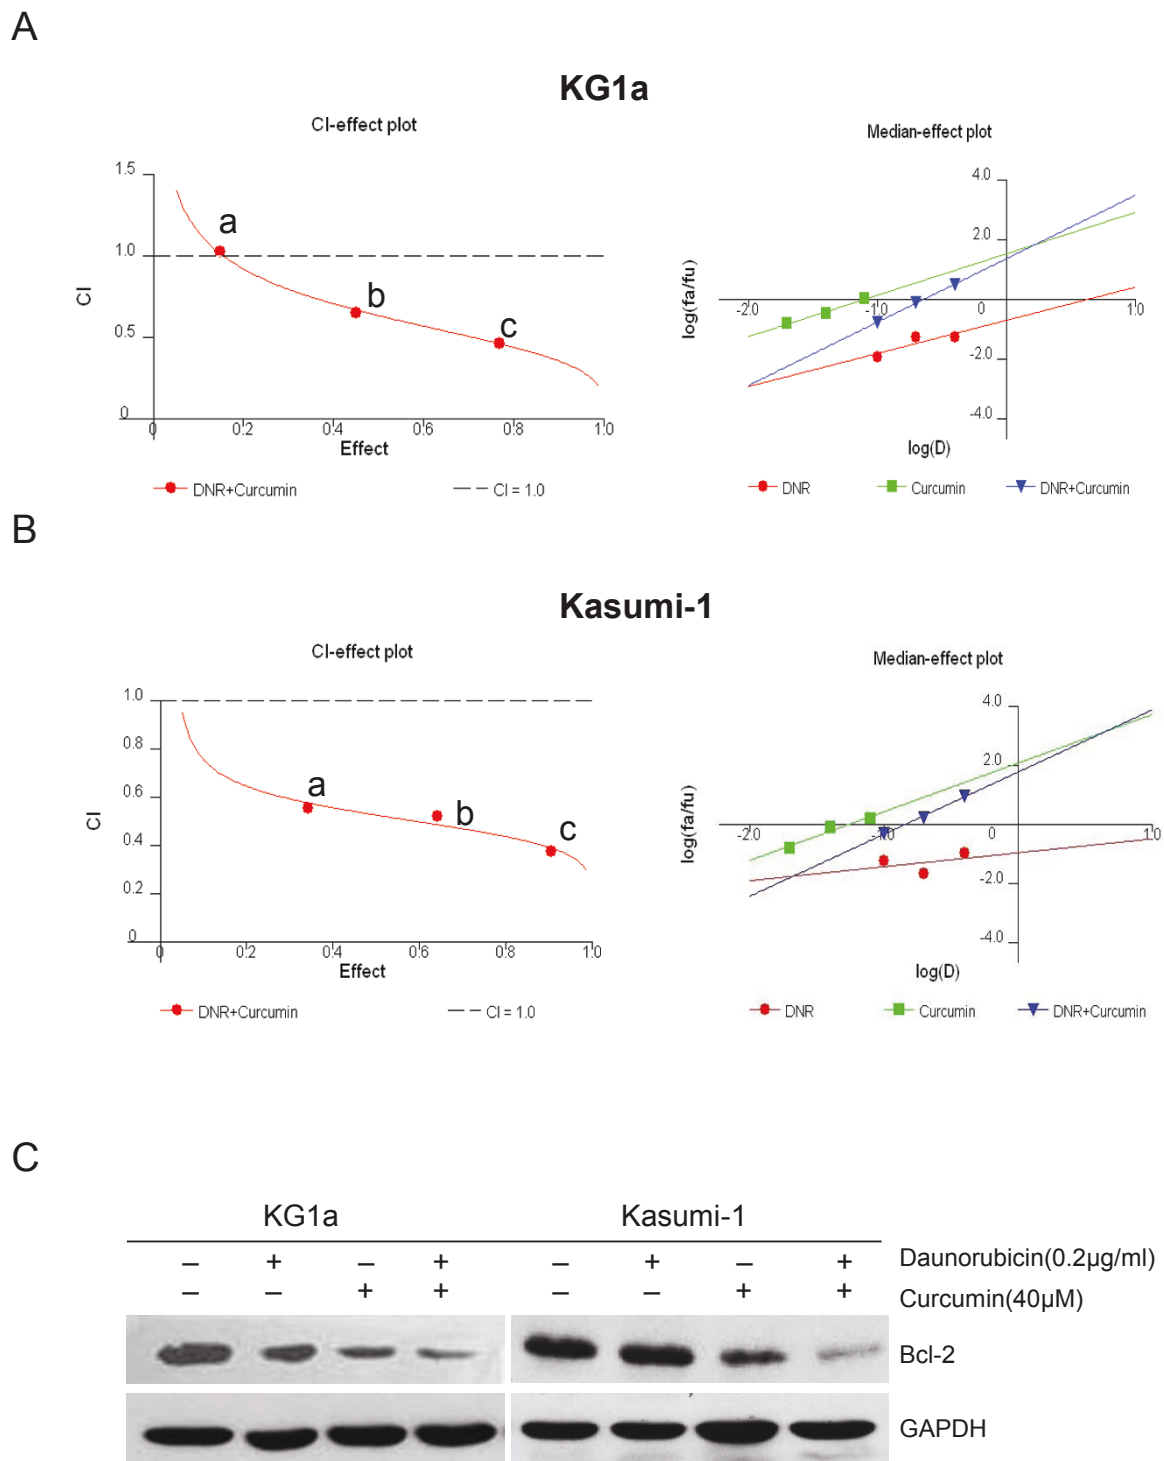 A
KG1a
CI-effect plot
Median-effect plot
1.5
1.0
0.5
0
CI
a
b
c
0
0.2
0.4
0.6
0.8
1.0
Effect
DNR+Curcumin
CI = 1.0
4.0
2.0
log(fa/fu)
-2.0
-1.0
0
1.0
-2.0
-4.0
log(D)
DNR
Curcumin
DNR+Curcumin
B
Kasumi-1
CI-effect plot
Median-effect plot
1.0
0.8
0.6
0.4
0.2
0
CI
a
b
c
0
0.2
0.4
0.6
0.8
1.0
Effect
DNR+Curcumin
CI = 1.0
4.0
2.0
log(fa/fu)
-2.0
-1.0
0
1.0
-2.0
-4.0
log(D)
DNR
Curcumin
DNR+Curcumin
C
KG1a Kasumi-1
– + – + – + – + Daunorubicin(0.2µg/ml)
– – + + – – + + Curcumin(40µM)
Bcl-2
GAPDH